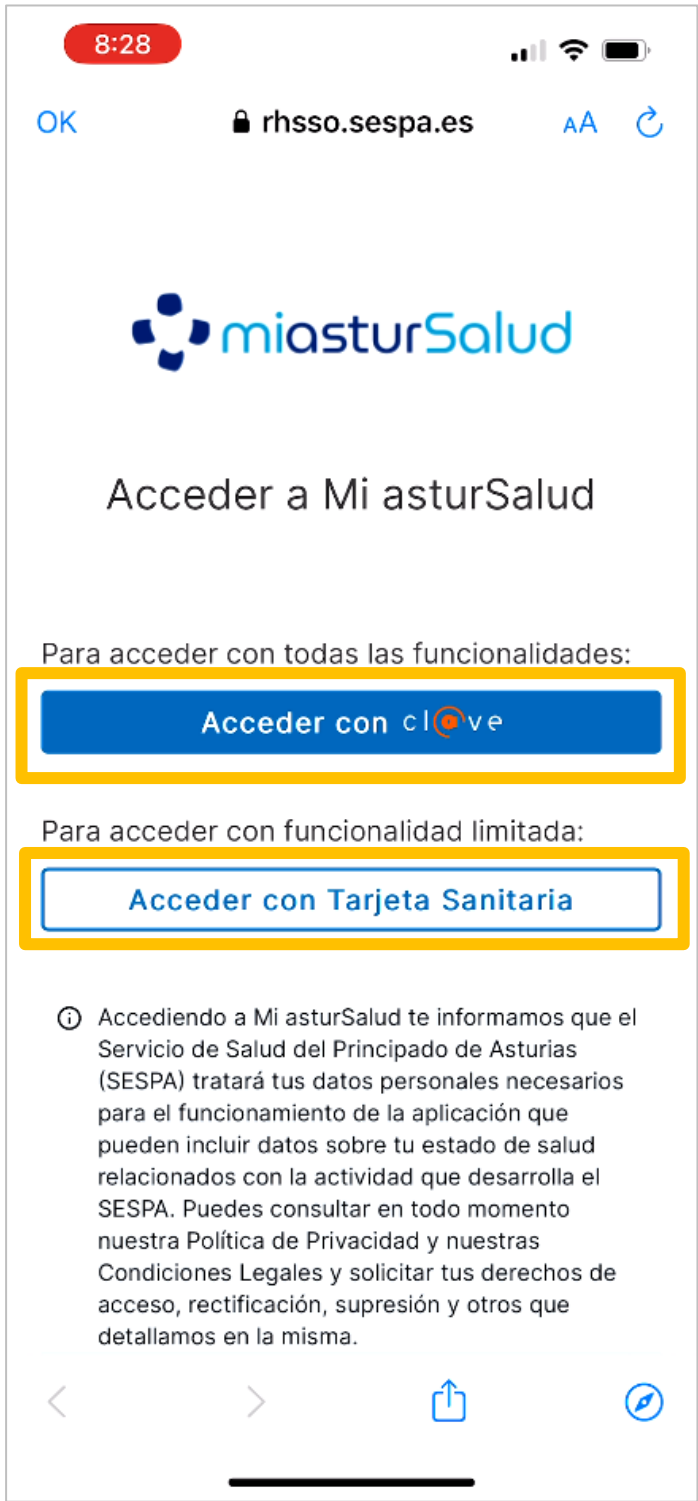 8:28
OK rhsso.sespa.es AA
miasturSalud
Acceder a Mi asturSalud
Para acceder con todas las funcionalidades:
Acceder con cl@ve
Para acceder con funcionalidad limitada:
Acceder con Tarjeta Sanitaria
Accediendo a Mi asturSalud te informamos que el
Servicio de Salud del Principado de Asturias
(SESPA) tratará tus datos personales necesarios
para el funcionamiento de la aplicación que
pueden incluir datos sobre tu estado de salud
relacionados con la actividad que desarrolla el
SESPA. Puedes consultar en todo momento
nuestra Política de Privacidad y nuestras
Condiciones Legales y solicitar tus derechos de
acceso, rectificación, supresión y otros que
detallamos en la misma.